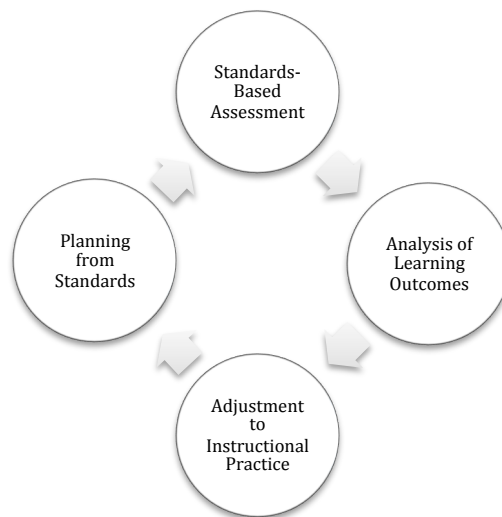 Standards-
Based
Assessment
Planning
from
Standards
Analysis of
Learning
Outcomes
Adjustment
to
Instructional
Practice